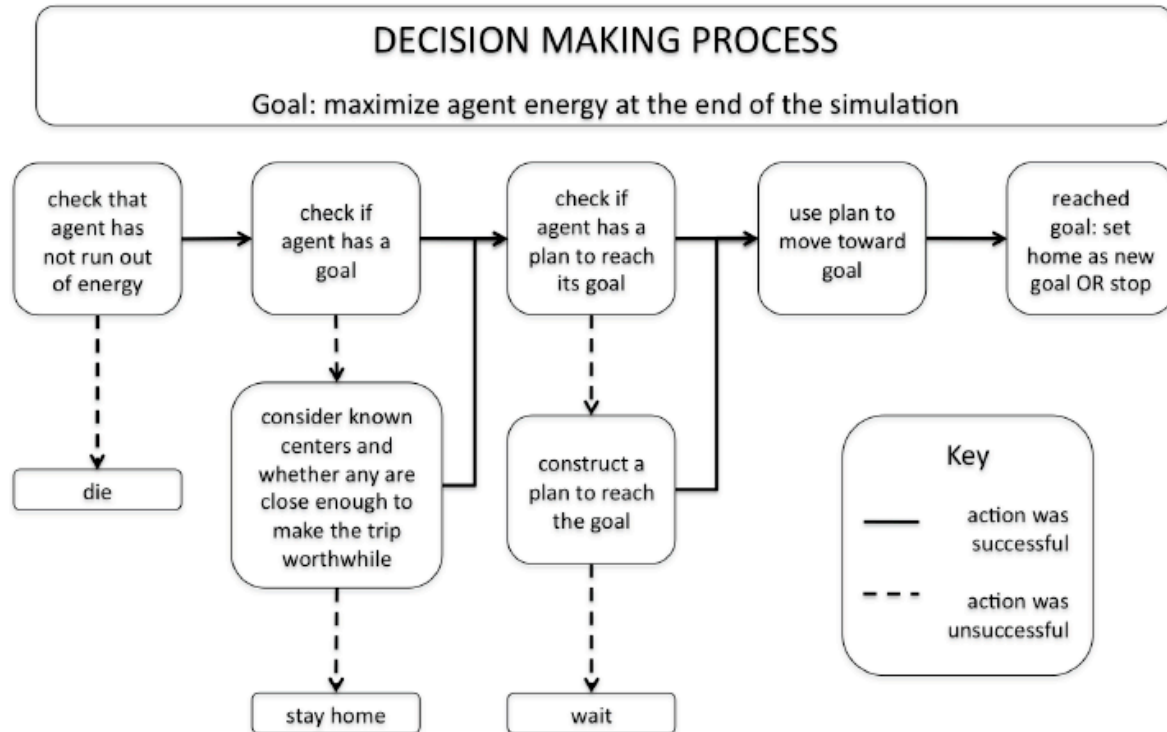 DECISION MAKING PROCESS
Goal: maximize agent energy at the end of the simulation
check that
agent has
not run out
of energy
check if
agent has a
goal
check if
agent has a
plan to reach
its goal
use plan to
move toward
goal
reached
goal: set
home as new
goal OR stop
die
consider known
centers and
whether any are
close enough to
make the trip
worthwhile
construct a
plan to reach
the goal
stay home
wait
Key
action was
successful
action was
unsuccessful